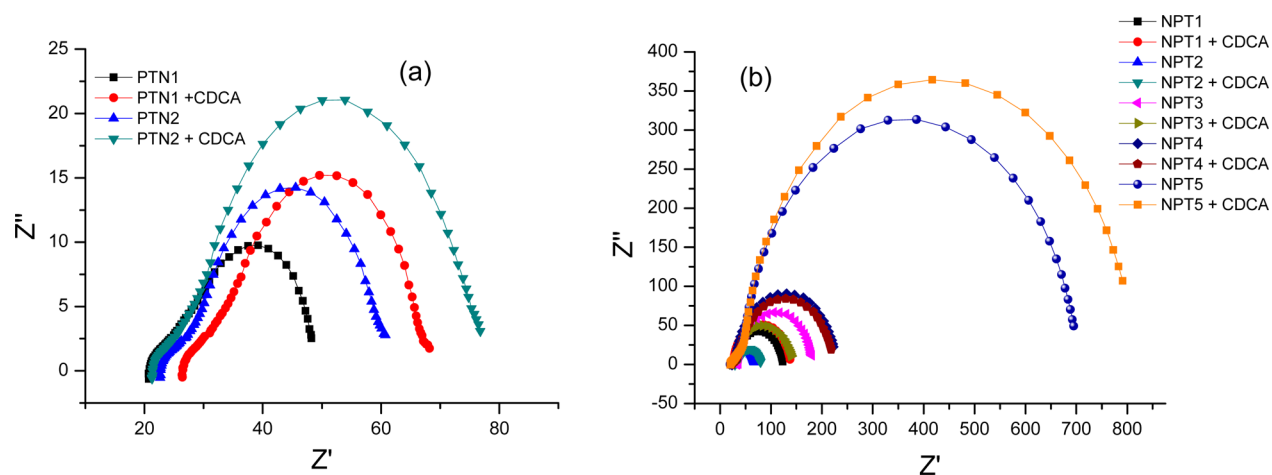 (a)
PTN1
PTN1 +CDCA
PTN2
PTN2 + CDCA
Z''
25
20
15
10
5
0
20
40
60
80
Z'
(b)
NPT1
NPT1 + CDCA
NPT2
NPT2 + CDCA
NPT3
NPT3 + CDCA
NPT4
NPT4 + CDCA
NPT5
NPT5 + CDCA
Z''
400
350
300
250
200
150
100
50
0
-50
0 100 200 300 400 500 600 700 800
Z'